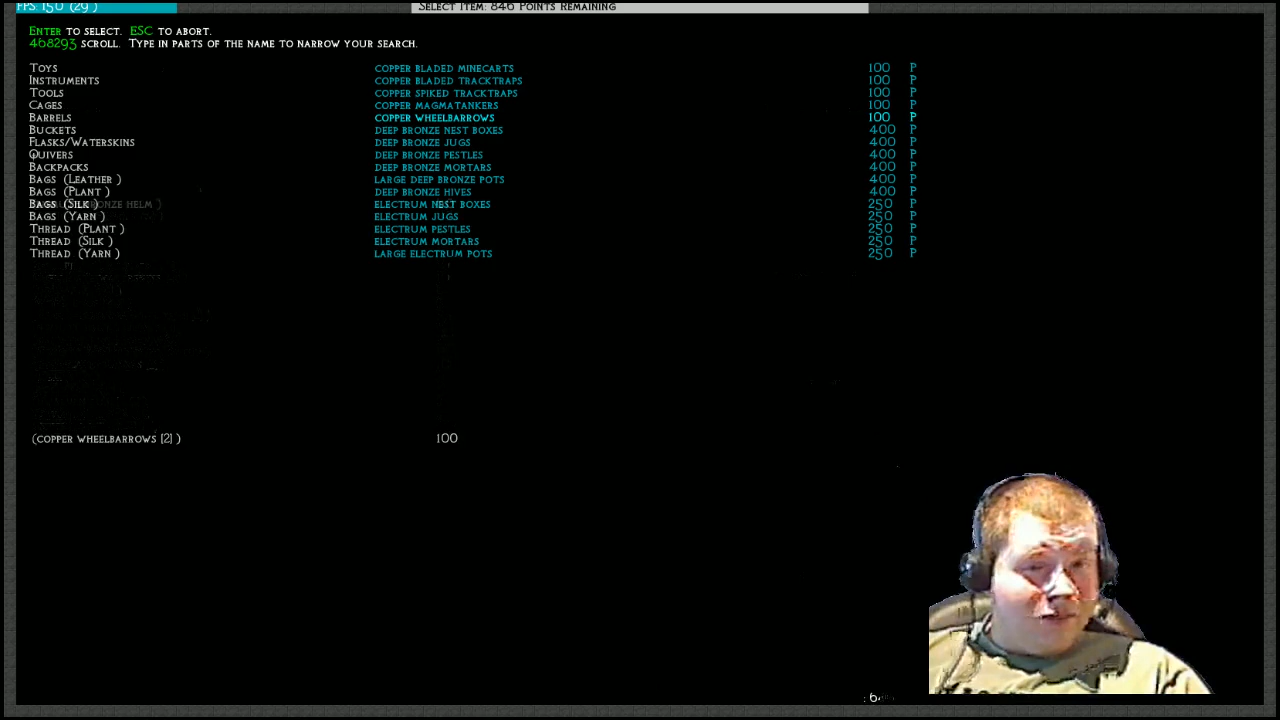 FPS: 150 (29 )
Select Item: 846 Points Remaining
Enter to select. ESC to abort.
468293 scroll. Type in parts of the name to narrow your search.
Toys copper bladed minecarts 100 P
Instruments copper bladed tracktraps 100 P
Tools copper spiked tracktraps 100 P
Cages copper magmatankers 100 P
Barrels copper wheelbarrows 100 P
Buckets deep bronze nest boxes 400 P
Flasks/Waterskins deep bronze jugs 400 P
Quivers deep bronze pestles 400 P
Backpacks deep bronze mortars 400 P
Bags (Leather ) large deep bronze pots 400 P
Bags (Plant ) deep bronze hives 400 P
Bags (Silk ) electrum nest boxes 250 P
Bags (Yarn ) electrum jugs 250 P
Thread (Plant ) electrum pestles 250 P
Thread (Silk ) electrum mortars 250 P
Thread (Yarn ) large electrum pots 250 P
(copper wheelbarrows [2] ) 100